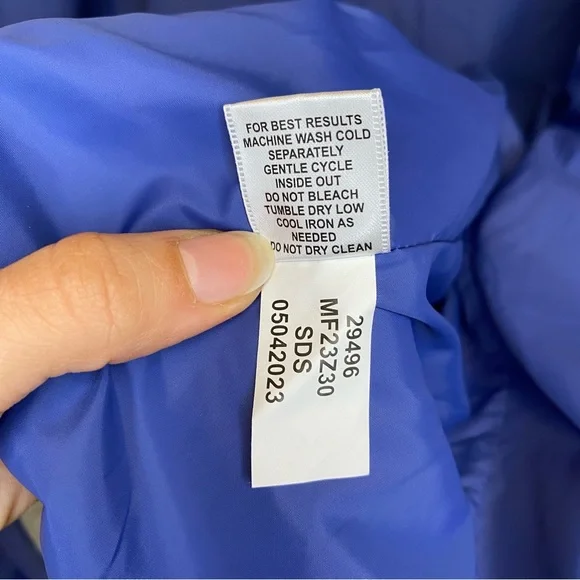 FOR BEST RESULTS
MACHINE WASH COLD
SEPARATELY
GENTLE CYCLE
INSIDE OUT
DO NOT BLEACH
TUMBLE DRY LOW
COOL IRON AS
NEEDED
DO NOT DRY CLEAN
29496
MF23Z30
SDS
05042023